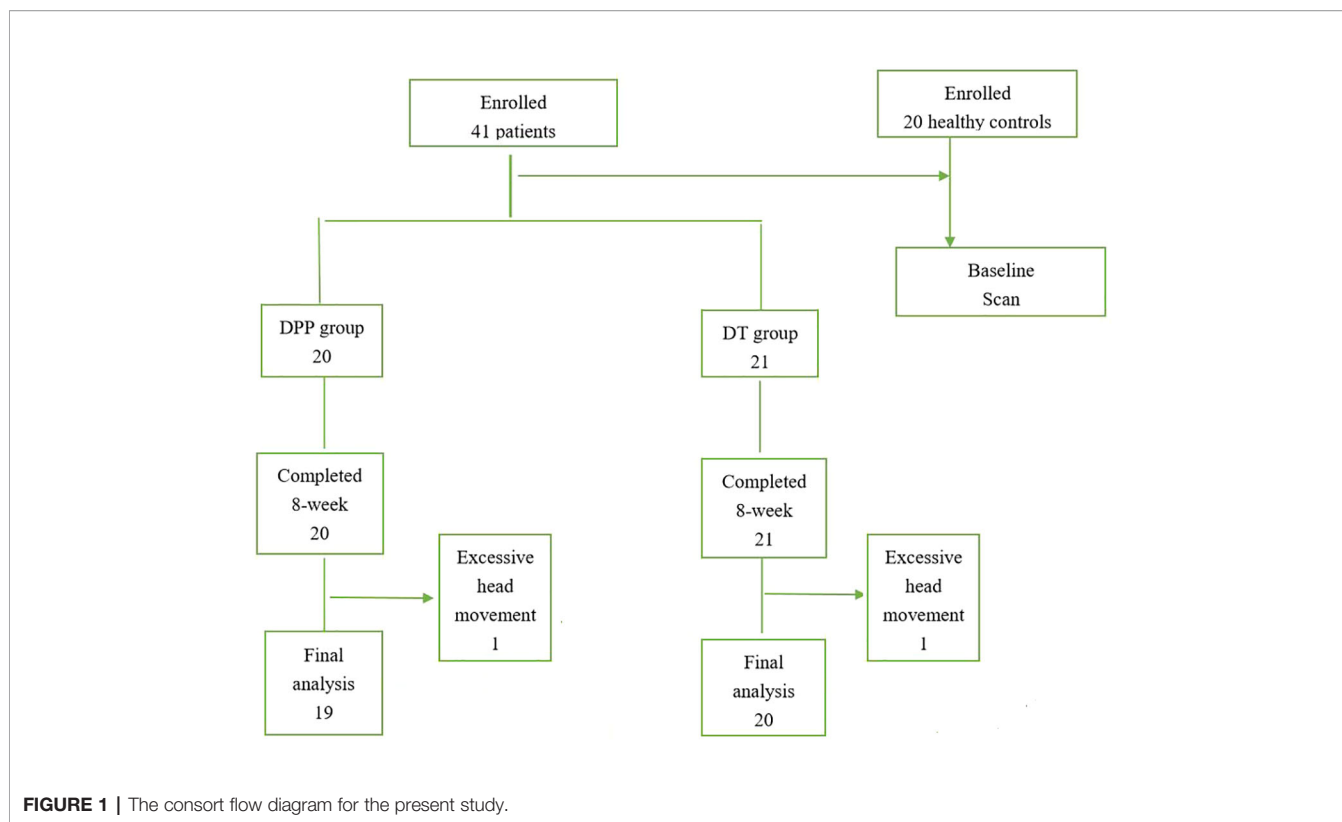 Enrolled
41 patients
Enrolled
20 healthy controls
Baseline
Scan
DPP group
20
DT group
21
Completed
8-week
20
Completed
8-week
21
Excessive
head
movement
1
Excessive
head
movement
1
Final
analysis
19
Final
analysis
20
FIGURE 1 | The consort flow diagram for the present study.